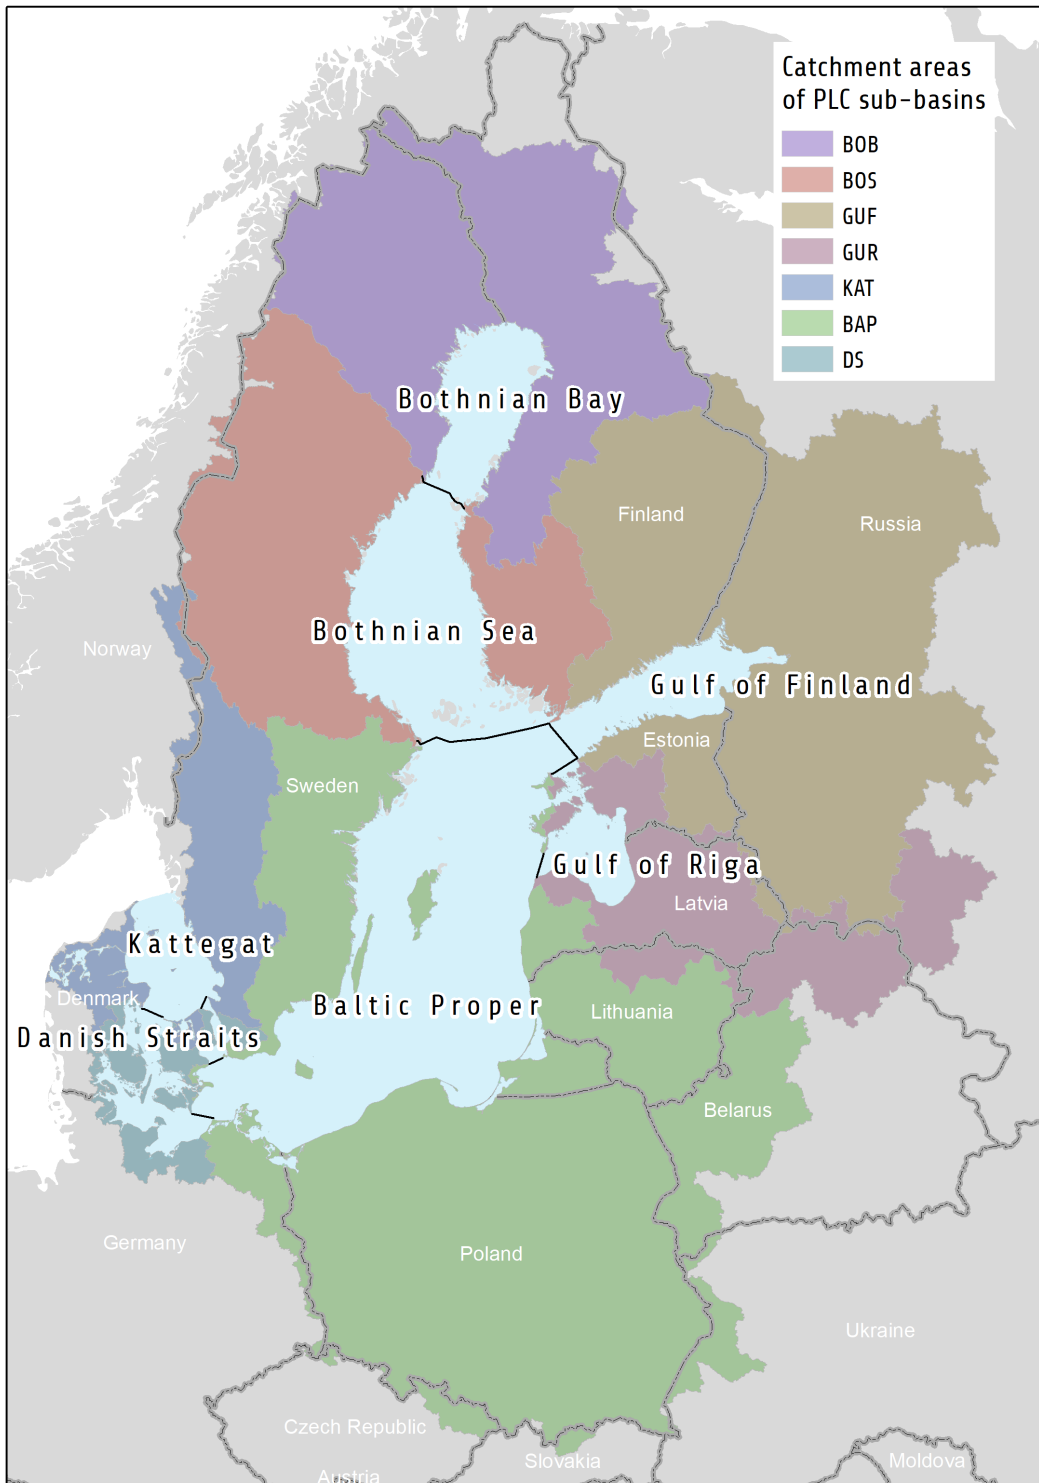 Catchment areas
of PLC sub-basins
BOB
BOS
GUF
GUR
KAT
BAP
DS
Bothnian Bay
Finland
Russia
Bothnian Sea
Norway
Gulf of Finland
Estonia
Sweden
Gulf of Riga
Latvia
Kattegat
Denmark
Baltic Proper
Lithuania
Danish Straits
Belarus
Germany
Poland
Ukraine
Czech Republic
Slovakia
Moldova
Austria